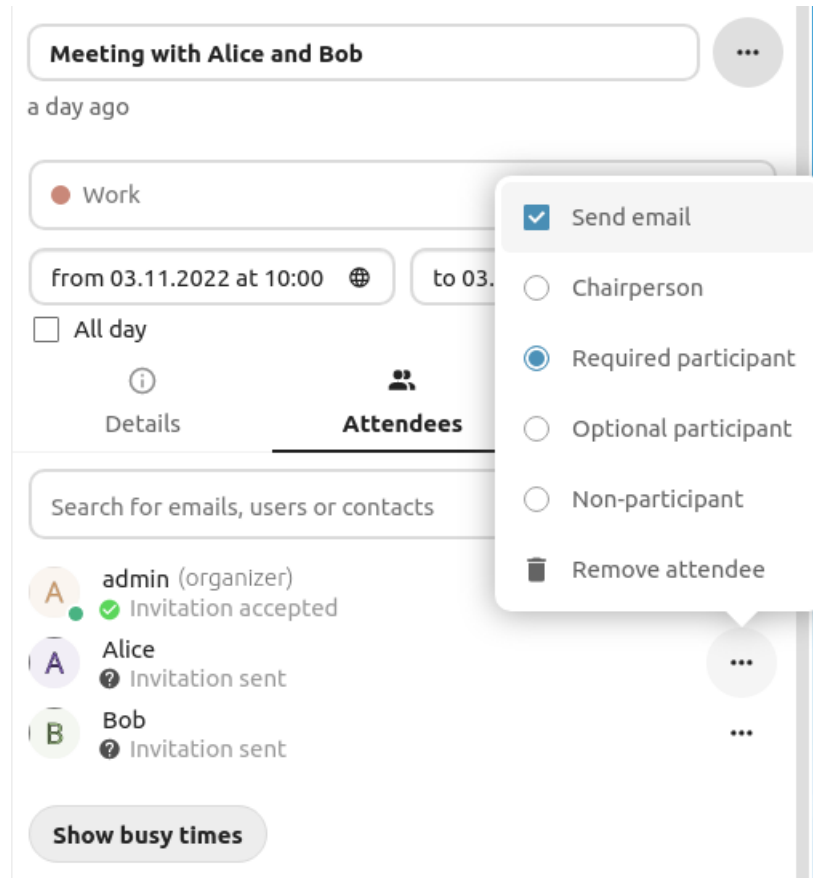 Meeting with Alice and Bob
a day ago
Work
from 03.11.2022 at 10:00
to 03.
All day
Details
Attendees
Send email
Chairperson
Required participant
Optional participant
Non-participant
Remove attendee
Search for emails, users or contacts
A
admin (organizer)
Invitation accepted
A
Alice
Invitation sent
B
Bob
Invitation sent
Show busy times